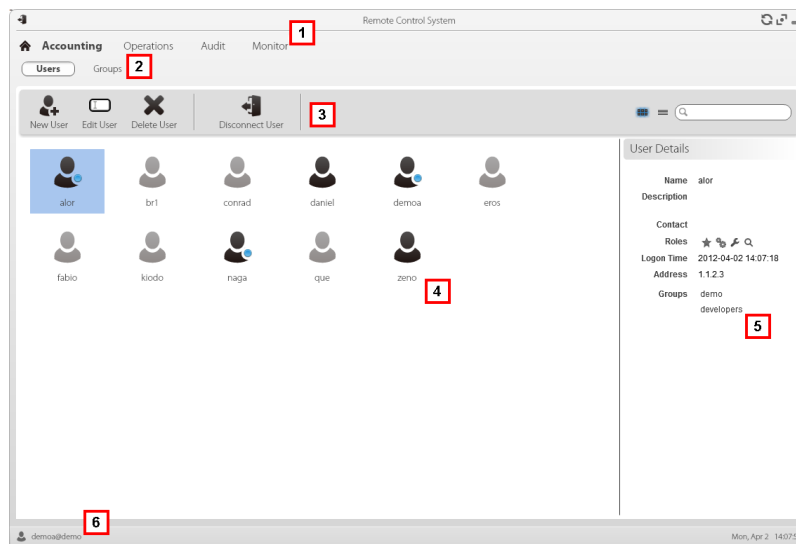 Remote Control System
1
Accounting Operations Audit Monitor
Users Groups 2
New User Edit User Delete User Disconnect User 3
User Details
Name alor
Description
alor br1 conrad daniel demoa eros
Contact
Roles
Logon Time 2012-04-02 14:07:18
Address 1.1.2.3
fabio kiodo naga que zeno
4
Groups demo
developers
5
6
demoa@demo Mon, Apr 2 14:07:5